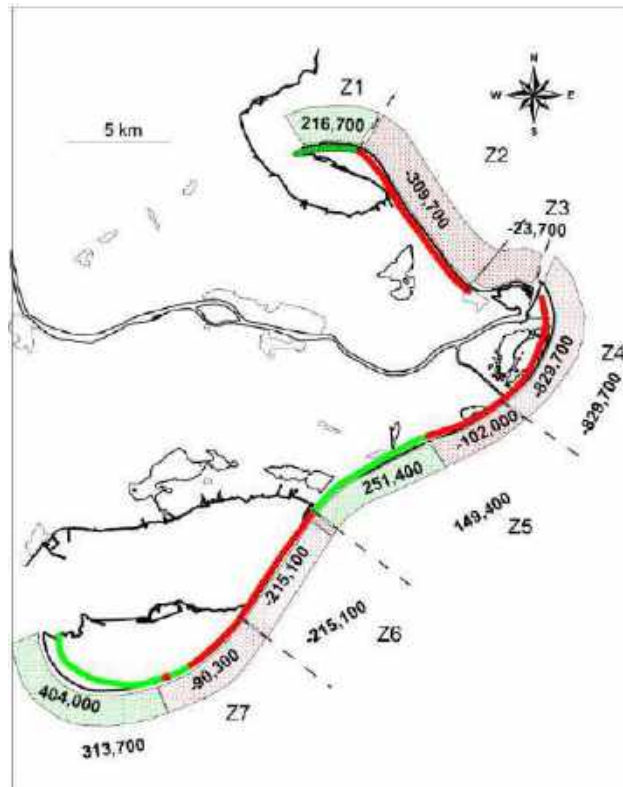 N
W E
S
Z1
216,700
5 km
Z2
-309,700
Z3
-23,700
Z4
-829,700
-829,700
-102,000
251,400
149,400
Z5
-215,100
-215,100
Z6
-90,300
404,000
Z7
313,700